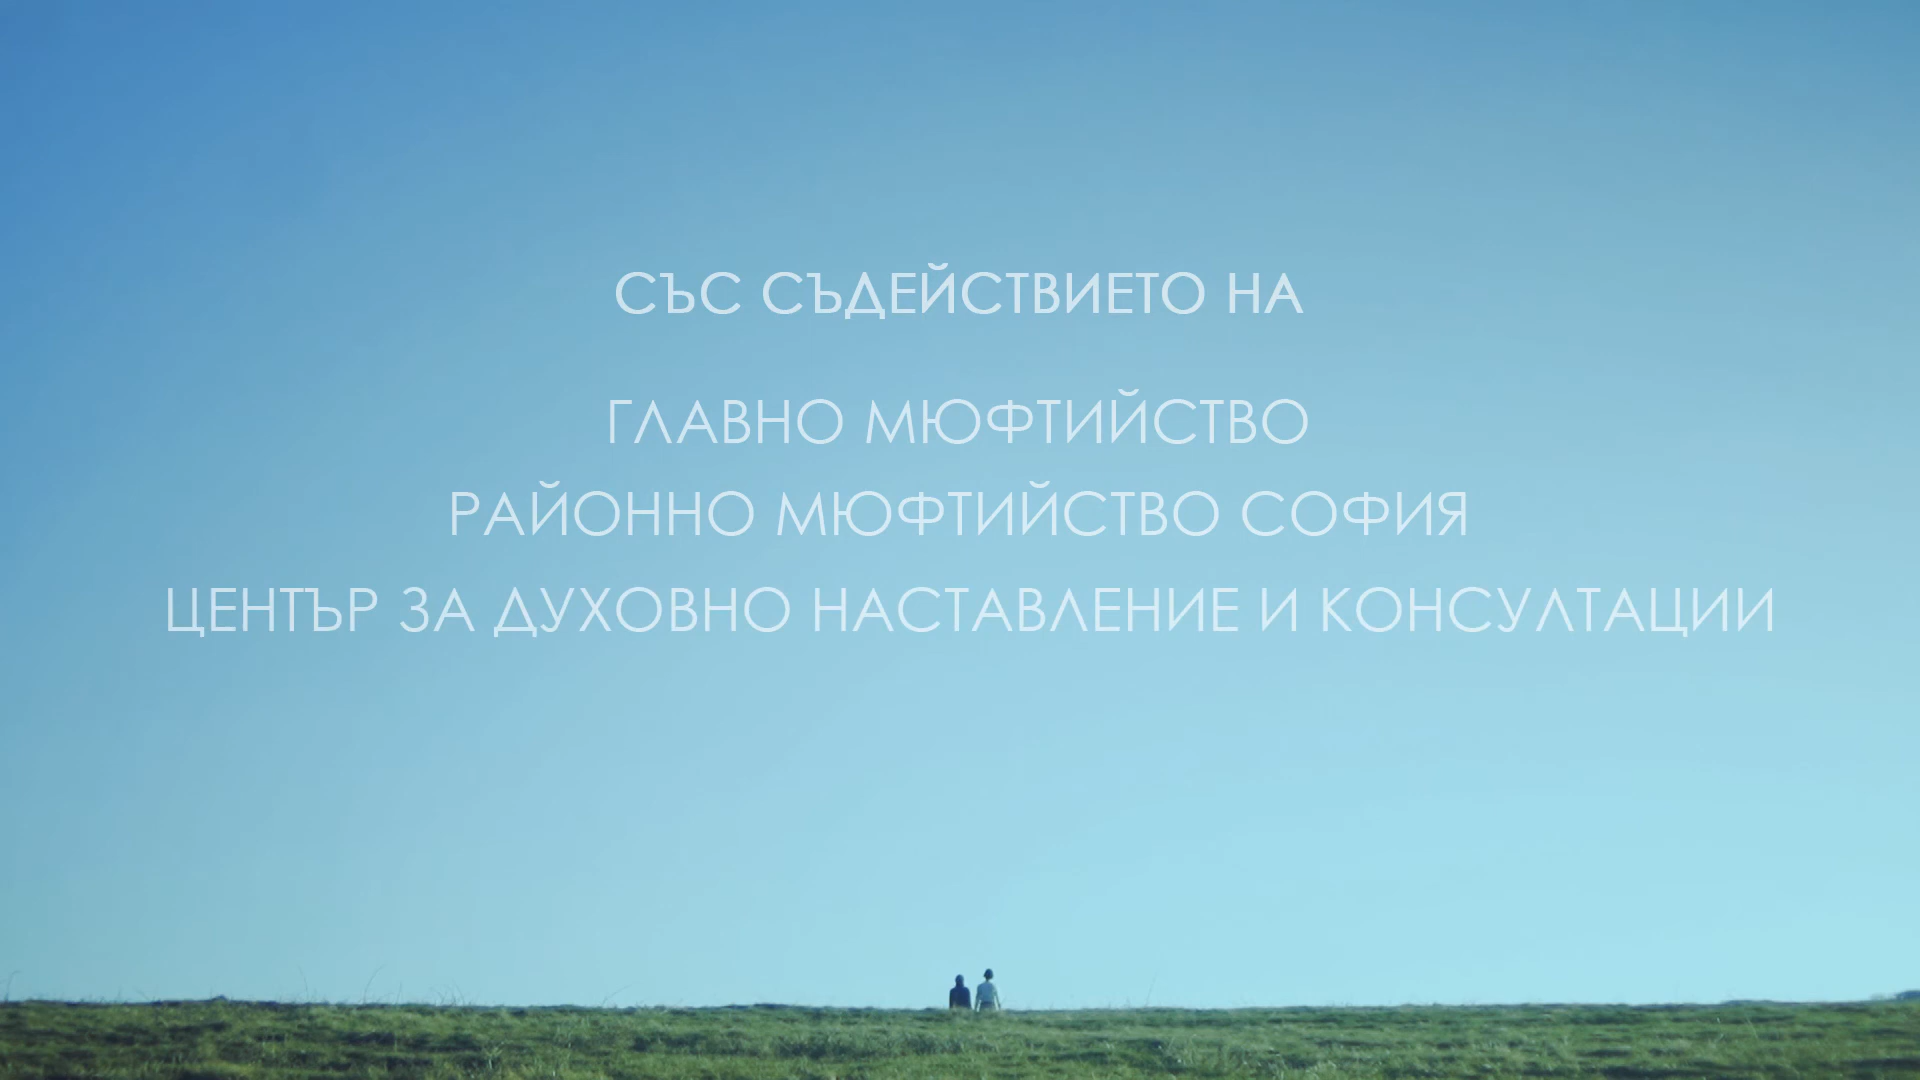 СЪС СЪДЕЙСТВИЕТО НА
ГЛАВНО МЮФТИЙСТВО
РАЙОННО МЮФТИЙСТВО СОФИЯ
ЦЕНТЪР ЗА ДУХОВНО НАСТАВЛЕНИЕ И КОНСУЛТАЦИИ